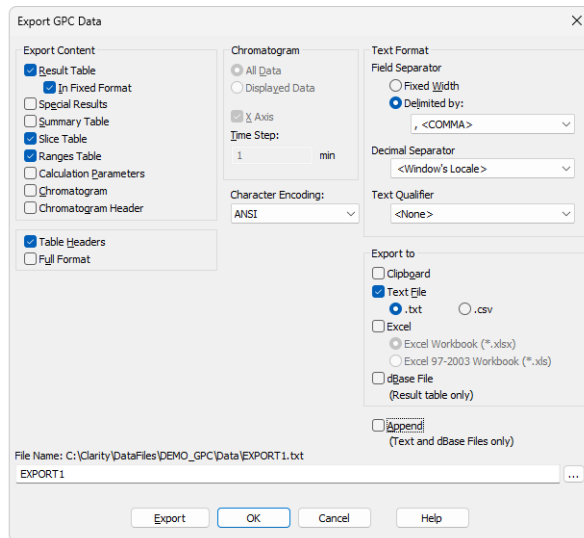 Export GPC Data
Export Content
Result Table
In Fixed Format
Special Results
Summary Table
Slice Table
Ranges Table
Calculation Parameters
Chromatogram
Chromatogram Header
Table Headers
Full Format
Chromatogram
All Data
Displayed Data
X Axis
Time Step:
1 min
Character Encoding:
ANSI
Text Format
Field Separator
Fixed Width
Delimited by:
, <COMMA>
Decimal Separator
<Window's Locale>
Text Qualifier
<None>
Export to
Clipboard
Text File
.txt .csv
Excel
Excel Workbook (*.xlsx)
Excel 97-2003 Workbook (*.xls)
dBase File
(Result table only)
Append
(Text and dBase Files only)
File Name: C:\Clarity\DataFiles\DEMO_GPC\Data\EXPORT1.txt
EXPORT1
...
Export OK Cancel Help